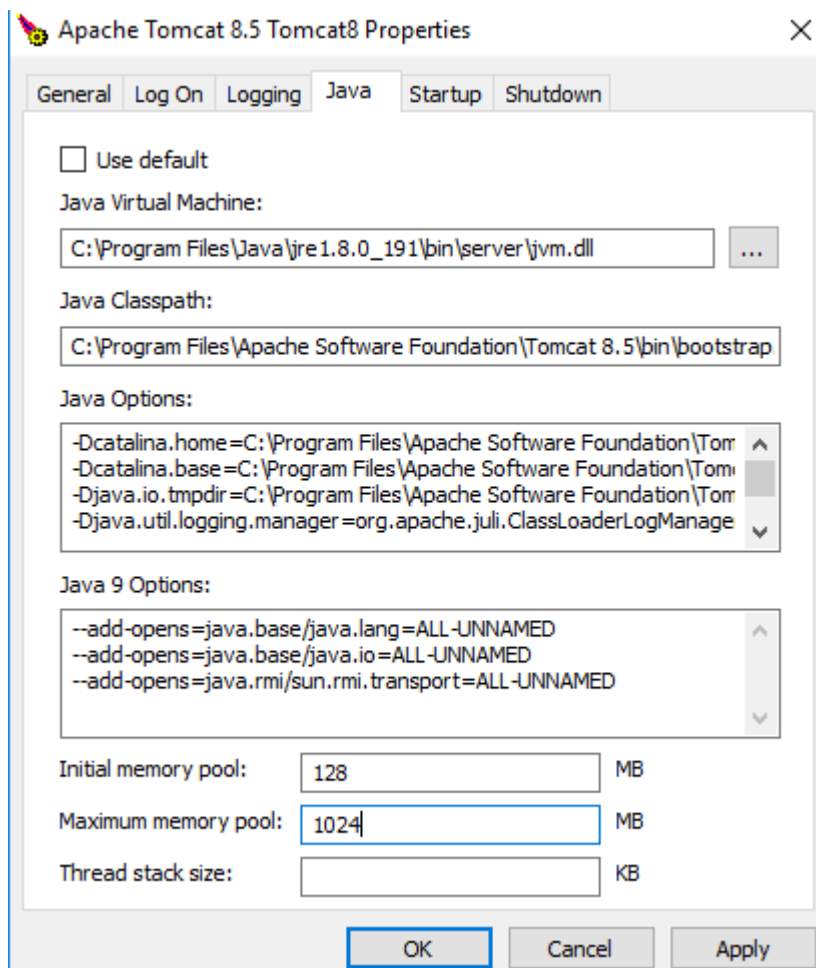 Apache Tomcat 8.5 Tomcat8 Properties
General Log On Logging Java Startup Shutdown
Use default
Java Virtual Machine:
C:\Program Files\Java\jre1.8.0_191\bin\server\jvm.dll
...
Java Classpath:
C:\Program Files\Apache Software Foundation\Tomcat 8.5\bin\bootstrap
Java Options:
-Dcatalina.home=C:\Program Files\Apache Software Foundation\Tom
-Dcatalina.base=C:\Program Files\Apache Software Foundation\Tom
-Djava.io.tmpdir=C:\Program Files\Apache Software Foundation\Tom
-Djava.util.logging.manager=org.apache.juli.ClassLoaderLogManage
Java 9 Options:
--add-opens=java.base/java.lang=ALL-UNNAMED
--add-opens=java.base/java.io=ALL-UNNAMED
--add-opens=java.rmi/sun.rmi.transport=ALL-UNNAMED
Initial memory pool: 128 MB
Maximum memory pool: 1024 MB
Thread stack size: KB
OK Cancel Apply